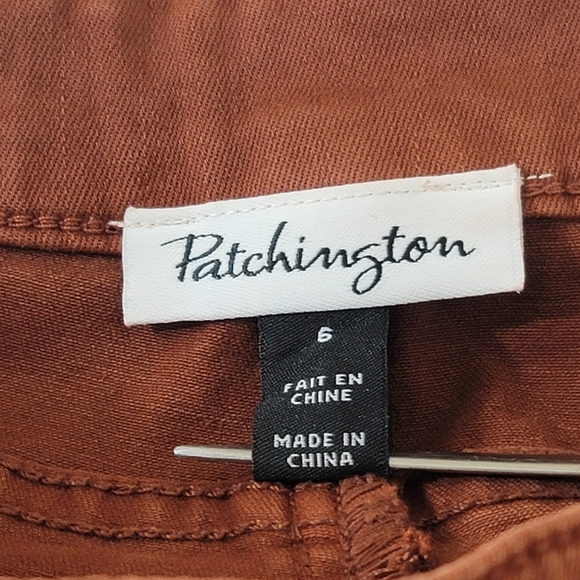 Patchington
6
FAIT EN
CHINE
MADE IN
CHINA